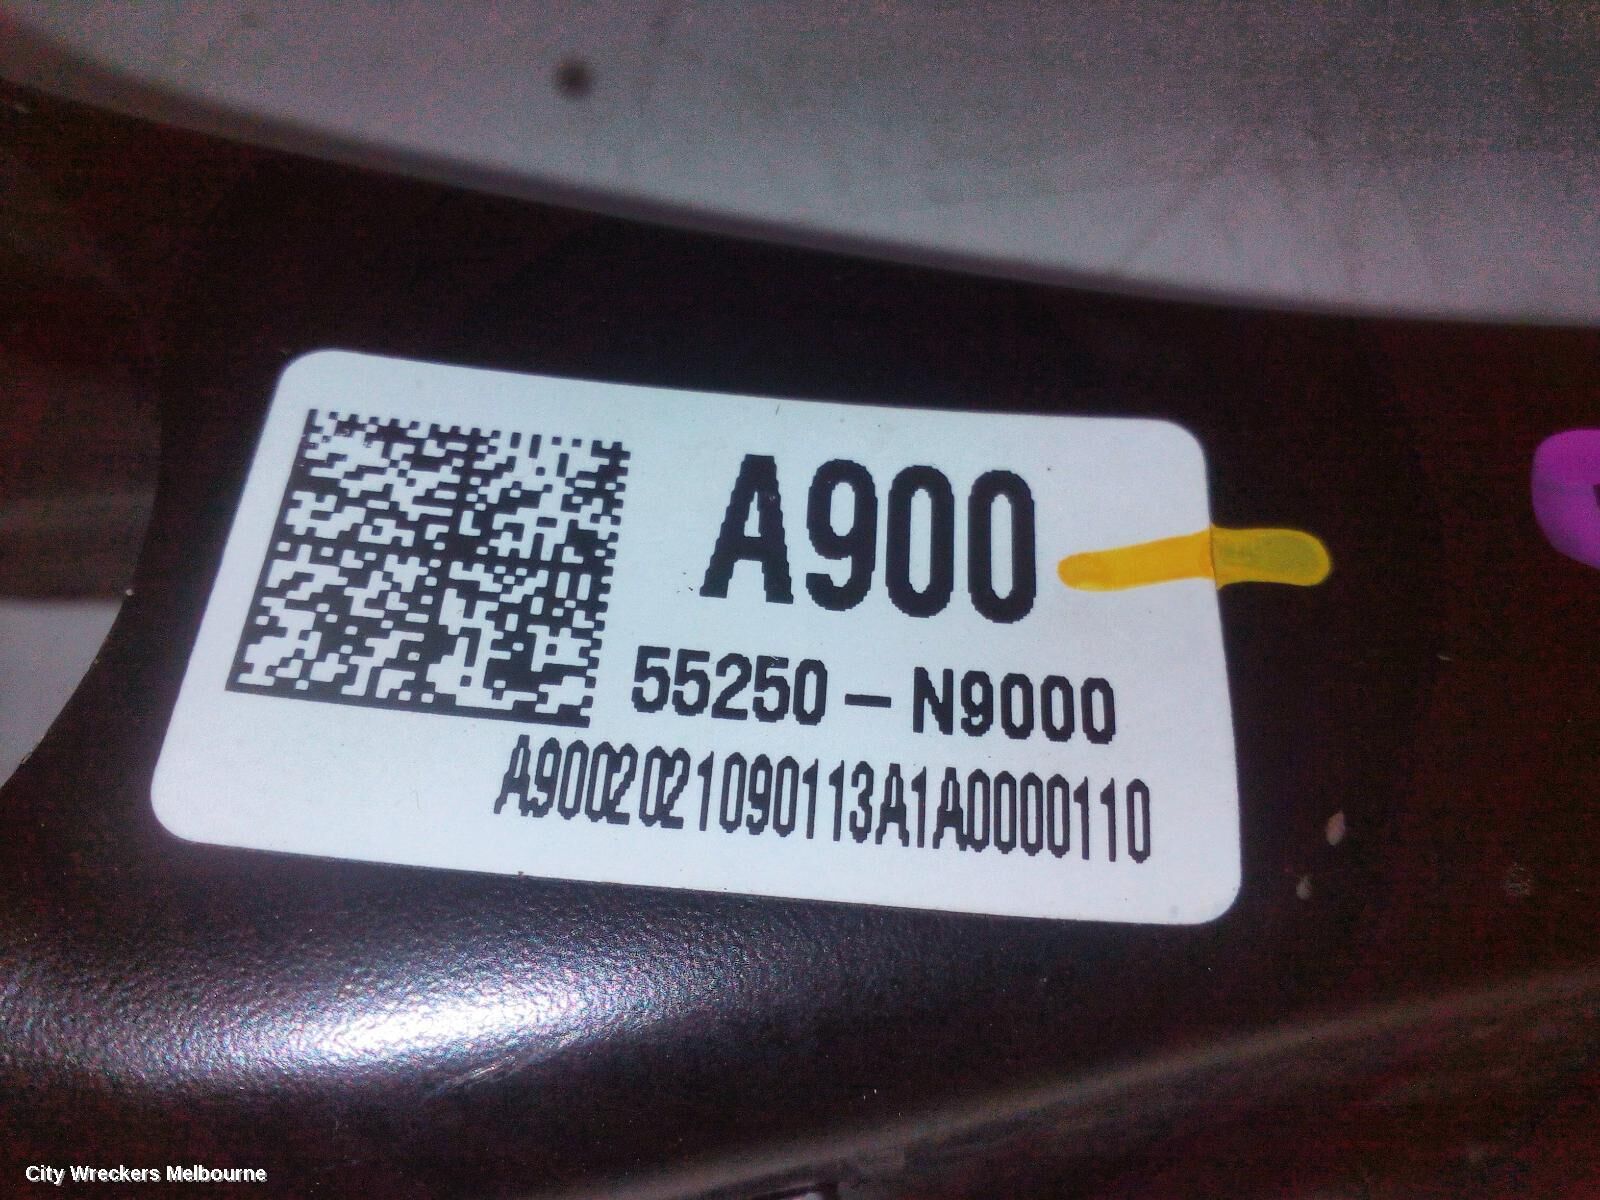 A900
55250-N9000
A9002021090113A1A0000110
City Wreckers Melbourne